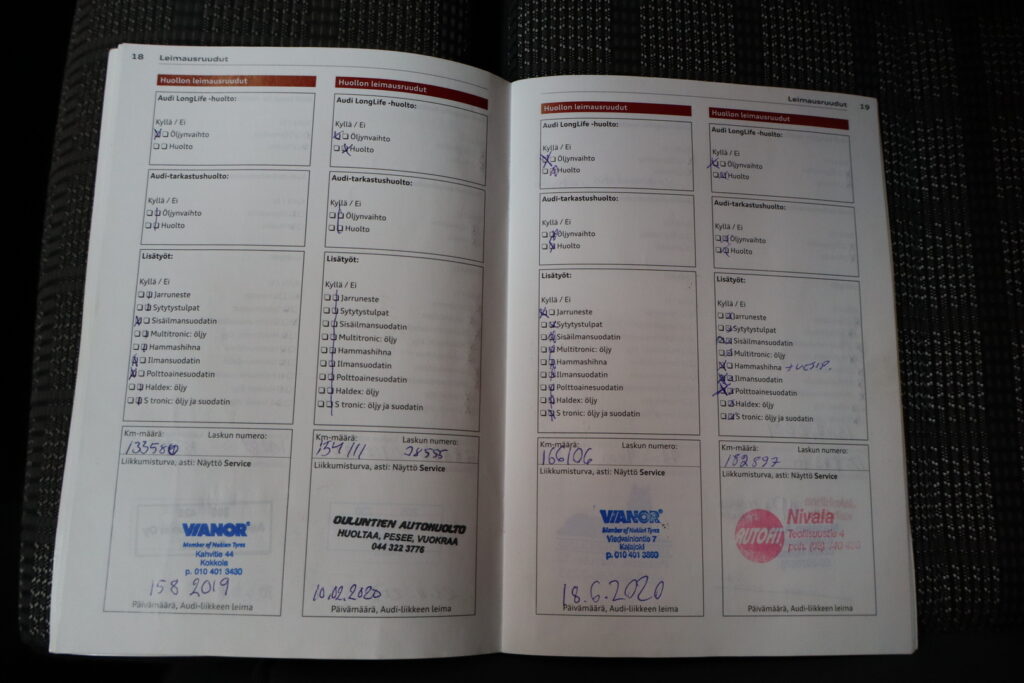 18 Leimausruudut
Huollon leimausruudut
Audi LongLife -huolto:
Kyllä / Ei
Öljynvaihto
Huolto
Audi-tarkastushuolto:
Kyllä / Ei
Öljynvaihto
Huolto
Lisätyöt:
Kyllä / Ei
Jarruneste
Sytytystulpat
Sisäilmansuodatin
Multitronic: öljy
Hammashihna
Ilmansuodatin
Polttoainesuodatin
Haldex: öljy
S tronic: öljy ja suodatin
Km-määrä: Laskun numero:
133580
Liikkumisturva, asti: Näyttö Service
VIANOR
Member of Nokian Tyres
Kahvitie 44
Kokkola
p. 010 401 3430
15 8 2019
Päivämäärä, Audi-liikkeen leima
Huollon leimausruudut
Audi LongLife -huolto:
Kyllä / Ei
Öljynvaihto
Huolto
Audi-tarkastushuolto:
Kyllä / Ei
Öljynvaihto
Huolto
Lisätyöt:
Kyllä / Ei
Jarruneste
Sytytystulpat
Sisäilmansuodatin
Multitronic: öljy
Hammashihna
Ilmansuodatin
Polttoainesuodatin
Haldex: öljy
S tronic: öljy ja suodatin
Km-määrä: Laskun numero:
154111
Liikkumisturva, asti: Näyttö Service
OULUNTIEN AUTOHUOLTO
HUOLTAA, PESEE, VUOKRAA
044 322 3776
10.02.2020
Päivämäärä, Audi-liikkeen leima
Leimausruudut 19
Huollon leimausruudut
Audi LongLife -huolto:
Kyllä / Ei
Öljynvaihto
Huolto
Audi-tarkastushuolto:
Kyllä / Ei
Öljynvaihto
Huolto
Lisätyöt:
Kyllä / Ei
Jarruneste
Sytytystulpat
Sisäilmansuodatin
Multitronic: öljy
Hammashihna
Ilmansuodatin
Polttoainesuodatin
Haldex: öljy
S tronic: öljy ja suodatin
Km-määrä: Laskun numero:
166106
Liikkumisturva, asti: Näyttö Service
VIANOR
Member of Nokian Tyres
Kalajoki
p. 010 401 3860
18.6.2020
Päivämäärä, Audi-liikkeen leima
Huollon leimausruudut
Audi LongLife -huolto:
Kyllä / Ei
Öljynvaihto
Huolto
Audi-tarkastushuolto:
Kyllä / Ei
Öljynvaihto
Huolto
Lisätyöt:
Kyllä / Ei
Jarruneste
Sytytystulpat
Sisäilmansuodatin
Multitronic: öljy
Hammashihna
Ilmansuodatin
Polttoainesuodatin
Haldex: öljy
S tronic: öljy ja suodatin
Km-määrä: Laskun numero:
192897
Liikkumisturva, asti: Näyttö Service
AUTOFIT
Nivala
Teollisuustie 4
Päivämäärä, Audi-liikkeen leima